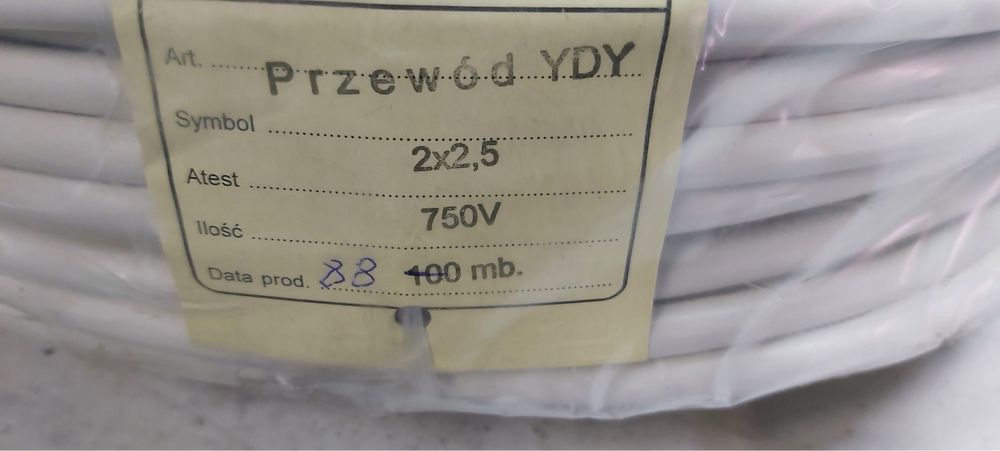 Art. Przewód YDY
Symbol
2x2,5
Atest
750V
Ilość
Data prod. 88 100 mb.